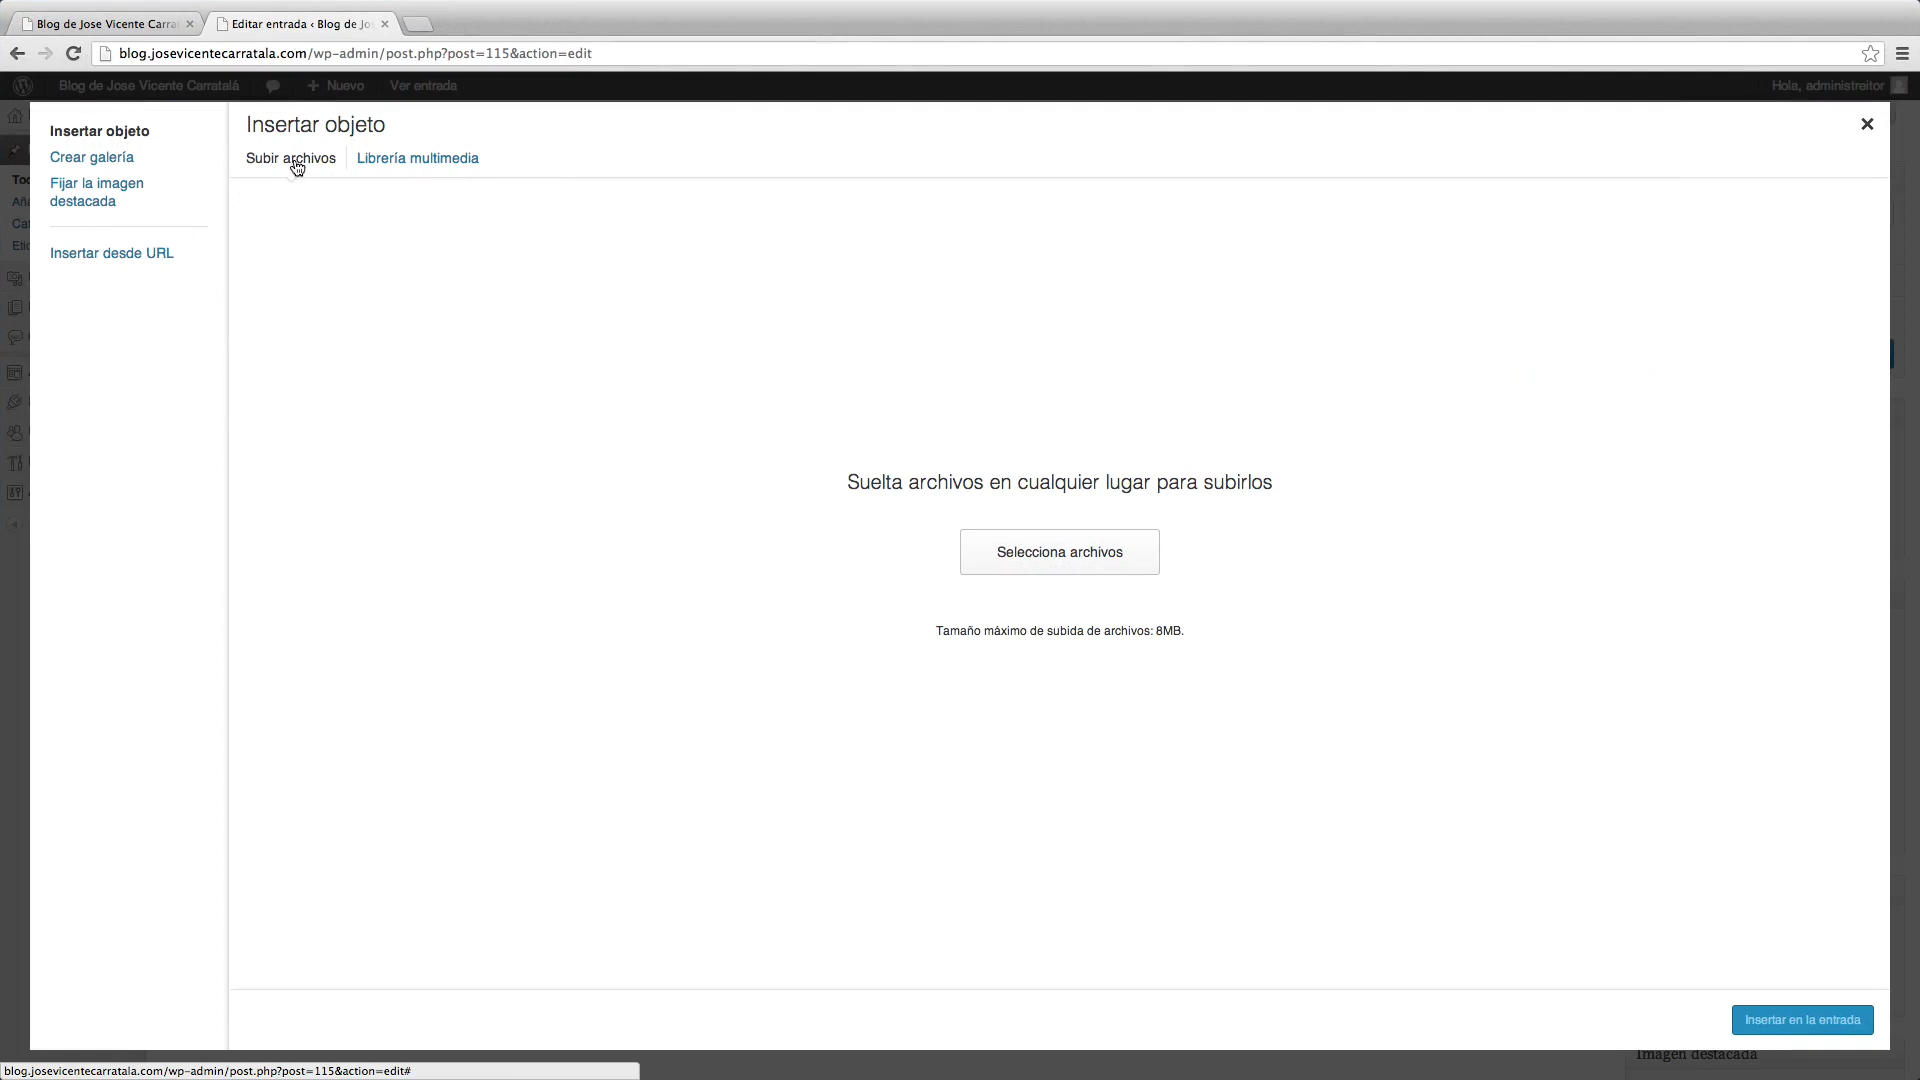 Blog de Jose Vicente Carra
Editar entrada ‹ Blog de Jo
blog.josevicentecarratala.com/wp-admin/post.php?post=115&action=edit
Blog de Jose Vicente Carratalá
+ Nuevo
Ver entrada
Hola, administreitor
Insertar objeto
Crear galería
Fijar la imagen
destacada
Insertar desde URL
Insertar objeto
Subir archivos
Librería multimedia
Suelta archivos en cualquier lugar para subirlos
Selecciona archivos
Tamaño máximo de subida de archivos: 8MB.
Insertar en la entrada
Imagen destacada
blog.josevicentecarratala.com/wp-admin/post.php?post=115&action=edit#